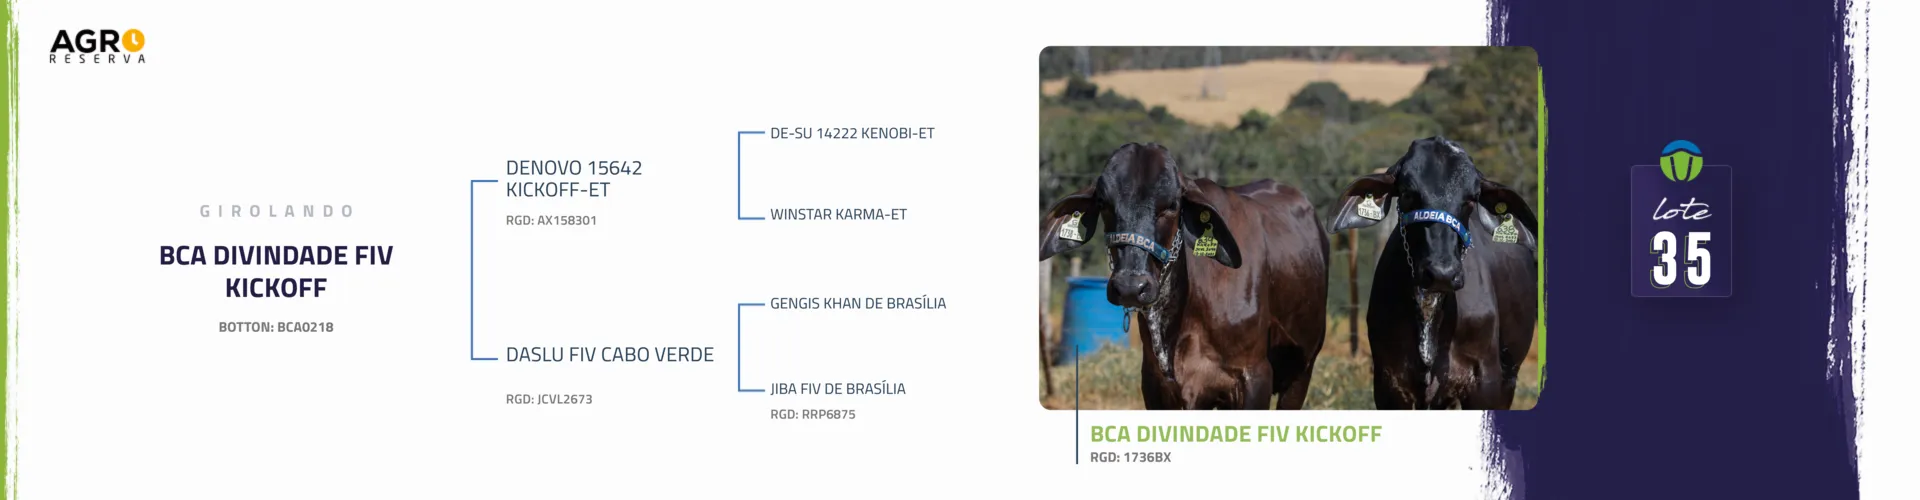 AGRO
RESERVA
GIROLANDO
BCA DIVINDADE FIV
KICKOFF
BOTTON: BCA0218
DENOVO 15642
KICKOFF-ET
RGD: AX158301
DASLU FIV CABO VERDE
RGD: JCVL2673
DE-SU 14222 KENOBI-ET
WINSTAR KARMA-ET
GENGIS KHAN DE BRASÍLIA
JIBA FIV DE BRASÍLIA
RGD: RRP6875
ALDEIA BCA
ALDEIA BCA
BCA DIVINDADE FIV KICKOFF
RGD: 1736BX
lote
35